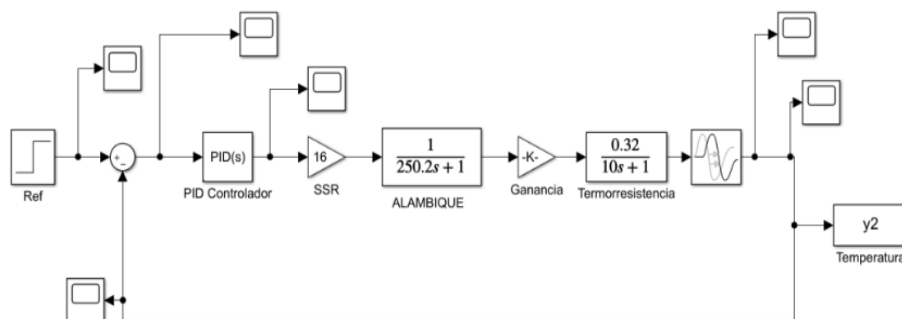 Ref
+
−
PID(s)
PID Controlador
16
SSR
1
250.2s + 1
ALAMBIQUE
-K-
Ganancia
0.32
10s + 1
Termorresistencia
y2
Temperatura